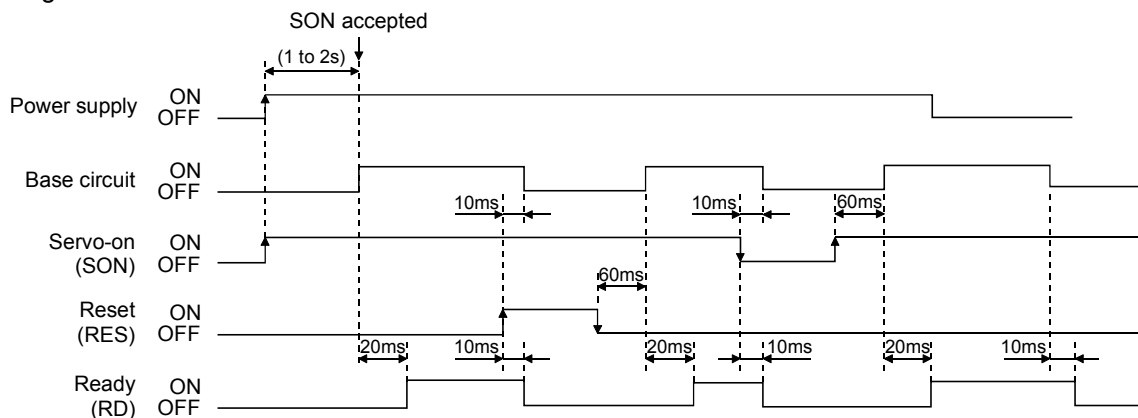 SON accepted
(1 to 2s)
Power supply ON
OFF
Base circuit ON
OFF
10ms 10ms 60ms
Servo-on ON
(SON) OFF
60ms
Reset ON
(RES) OFF
20ms 10ms 20ms 10ms 20ms 10ms
Ready ON
(RD) OFF